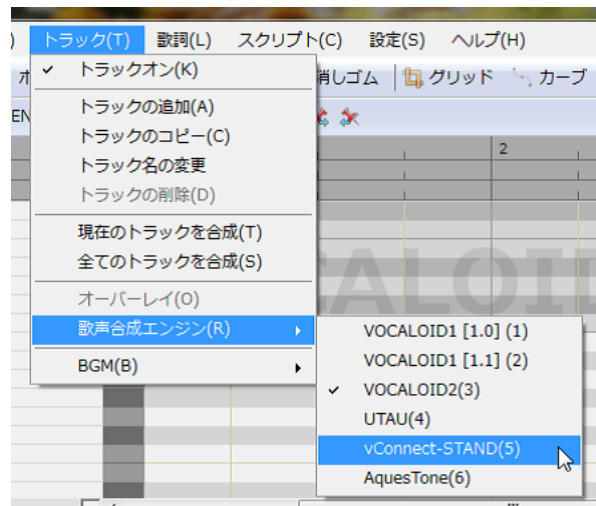 ) トラック(T) 歌詞(L) スクリプト(C) 設定(S) ヘルプ(H)
✓ トラックオン(K)
消しゴム グリッド カーブ
トラックの追加(A)
EN
トラックのコピー(C)
トラック名の変更
2
トラックの削除(D)
現在のトラックを合成(T)
全てのトラックを合成(S)
オーバーレイ(O)
歌声合成エンジン(R)
BGM(B)
VOCALOID1 [1.0] (1)
VOCALOID1 [1.1] (2)
✓ VOCALOID2(3)
UTAU(4)
vConnect-STAND(5)
AquesTone(6)